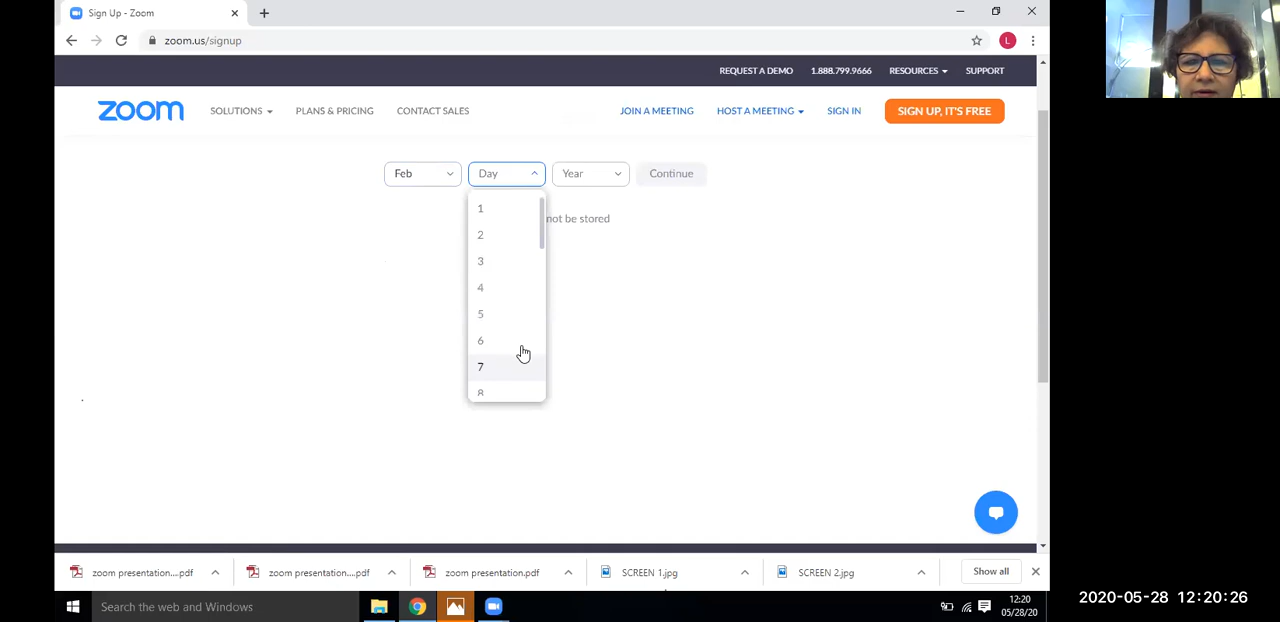 Sign Up - Zoom
zoom.us/signup
L
REQUEST A DEMO 1.888.799.9666 RESOURCES SUPPORT
zoom SOLUTIONS PLANS & PRICING CONTACT SALES JOIN A MEETING HOST A MEETING SIGN IN SIGN UP, IT'S FREE
Feb Day Year Continue
1
not be stored
2
3
4
5
6
7
8
zoom presentation....pdf zoom presentation....pdf zoom presentation.pdf SCREEN 1.jpg SCREEN 2.jpg Show all
Search the web and Windows
12:20
05/28/20
2020-05-28 12:20:26